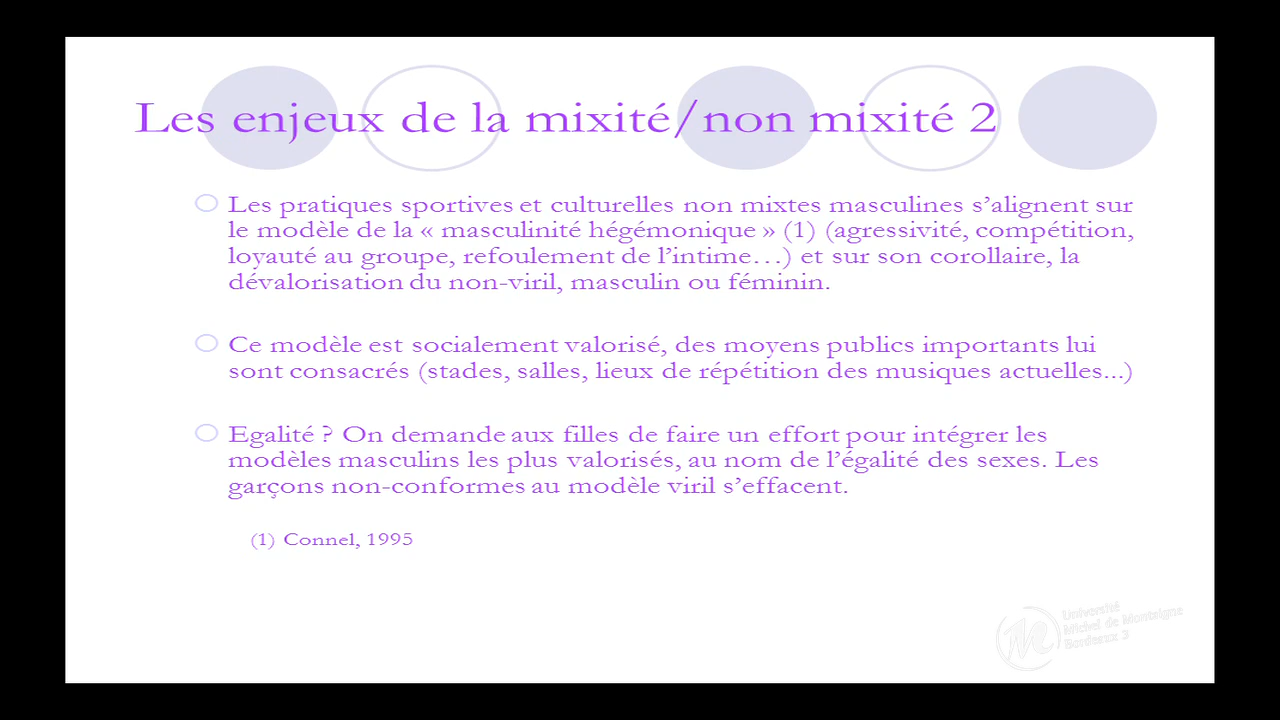 Les enjeux de la mixité/non mixité 2
Les pratiques sportives et culturelles non mixtes masculines s’alignent sur
le modèle de la « masculinité hégémonique » (1) (agressivité, compétition,
loyauté au groupe, refoulement de l’intime…) et sur son corollaire, la
dévalorisation du non-viril, masculin ou féminin.
Ce modèle est socialement valorisé, des moyens publics importants lui
sont consacrés (stades, salles, lieux de répétition des musiques actuelles...)
Egalité ? On demande aux filles de faire un effort pour intégrer les
modèles masculins les plus valorisés, au nom de l’égalité des sexes. Les
garçons non-conformes au modèle viril s’effacent.
(1) Connel, 1995
Université
Michel de Montaigne
Bordeaux 3